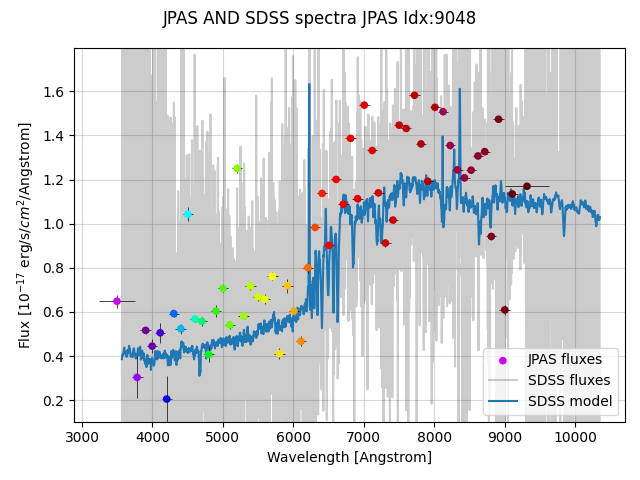 JPAS AND SDSS spectra JPAS Idx:9048
Flux [10⁻¹⁷ erg/s/cm²/Angstrom]
1.6
1.4
1.2
1.0
0.8
0.6
0.4
0.2
JPAS fluxes
SDSS fluxes
SDSS model
3000 4000 5000 6000 7000 8000 9000 10000
Wavelength [Angstrom]